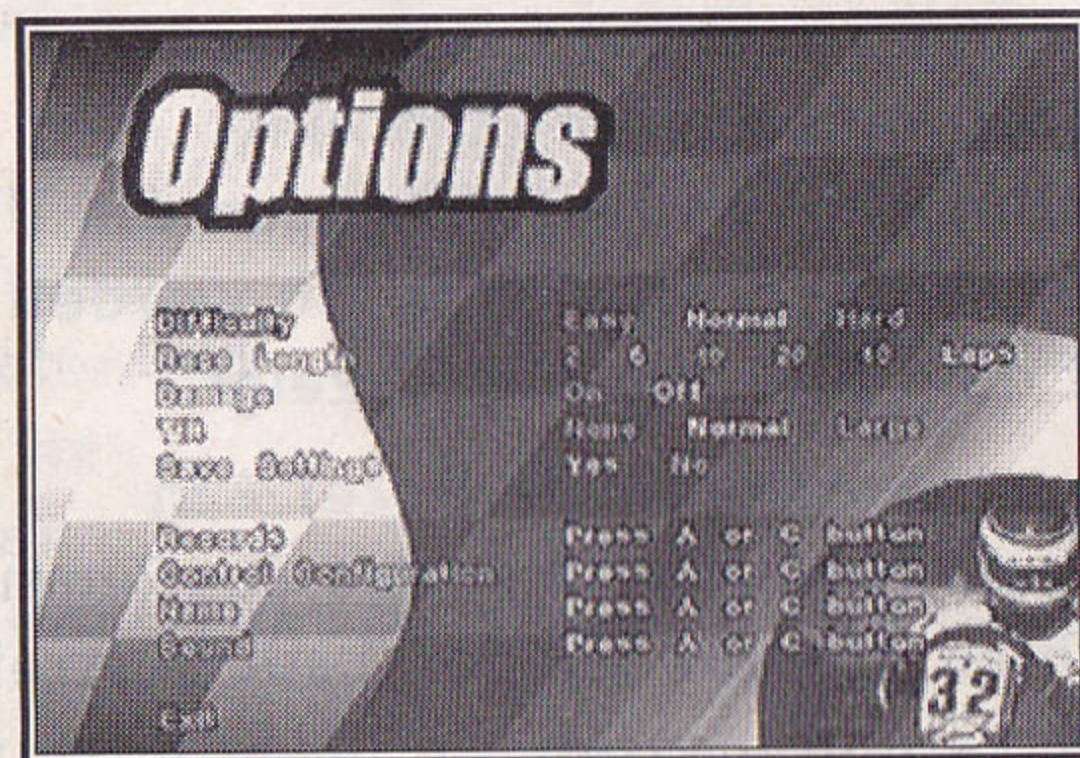 Options
Difficulty Easy Normal Hard
Race Length 2 6 10 20 40 Laps
Damage On Off
Tilt None Normal Large
Save Settings Yes No
Records Press A or C button
Control Configuration Press A or C button
Name Press A or C button
Sound Press A or C button
exit
32